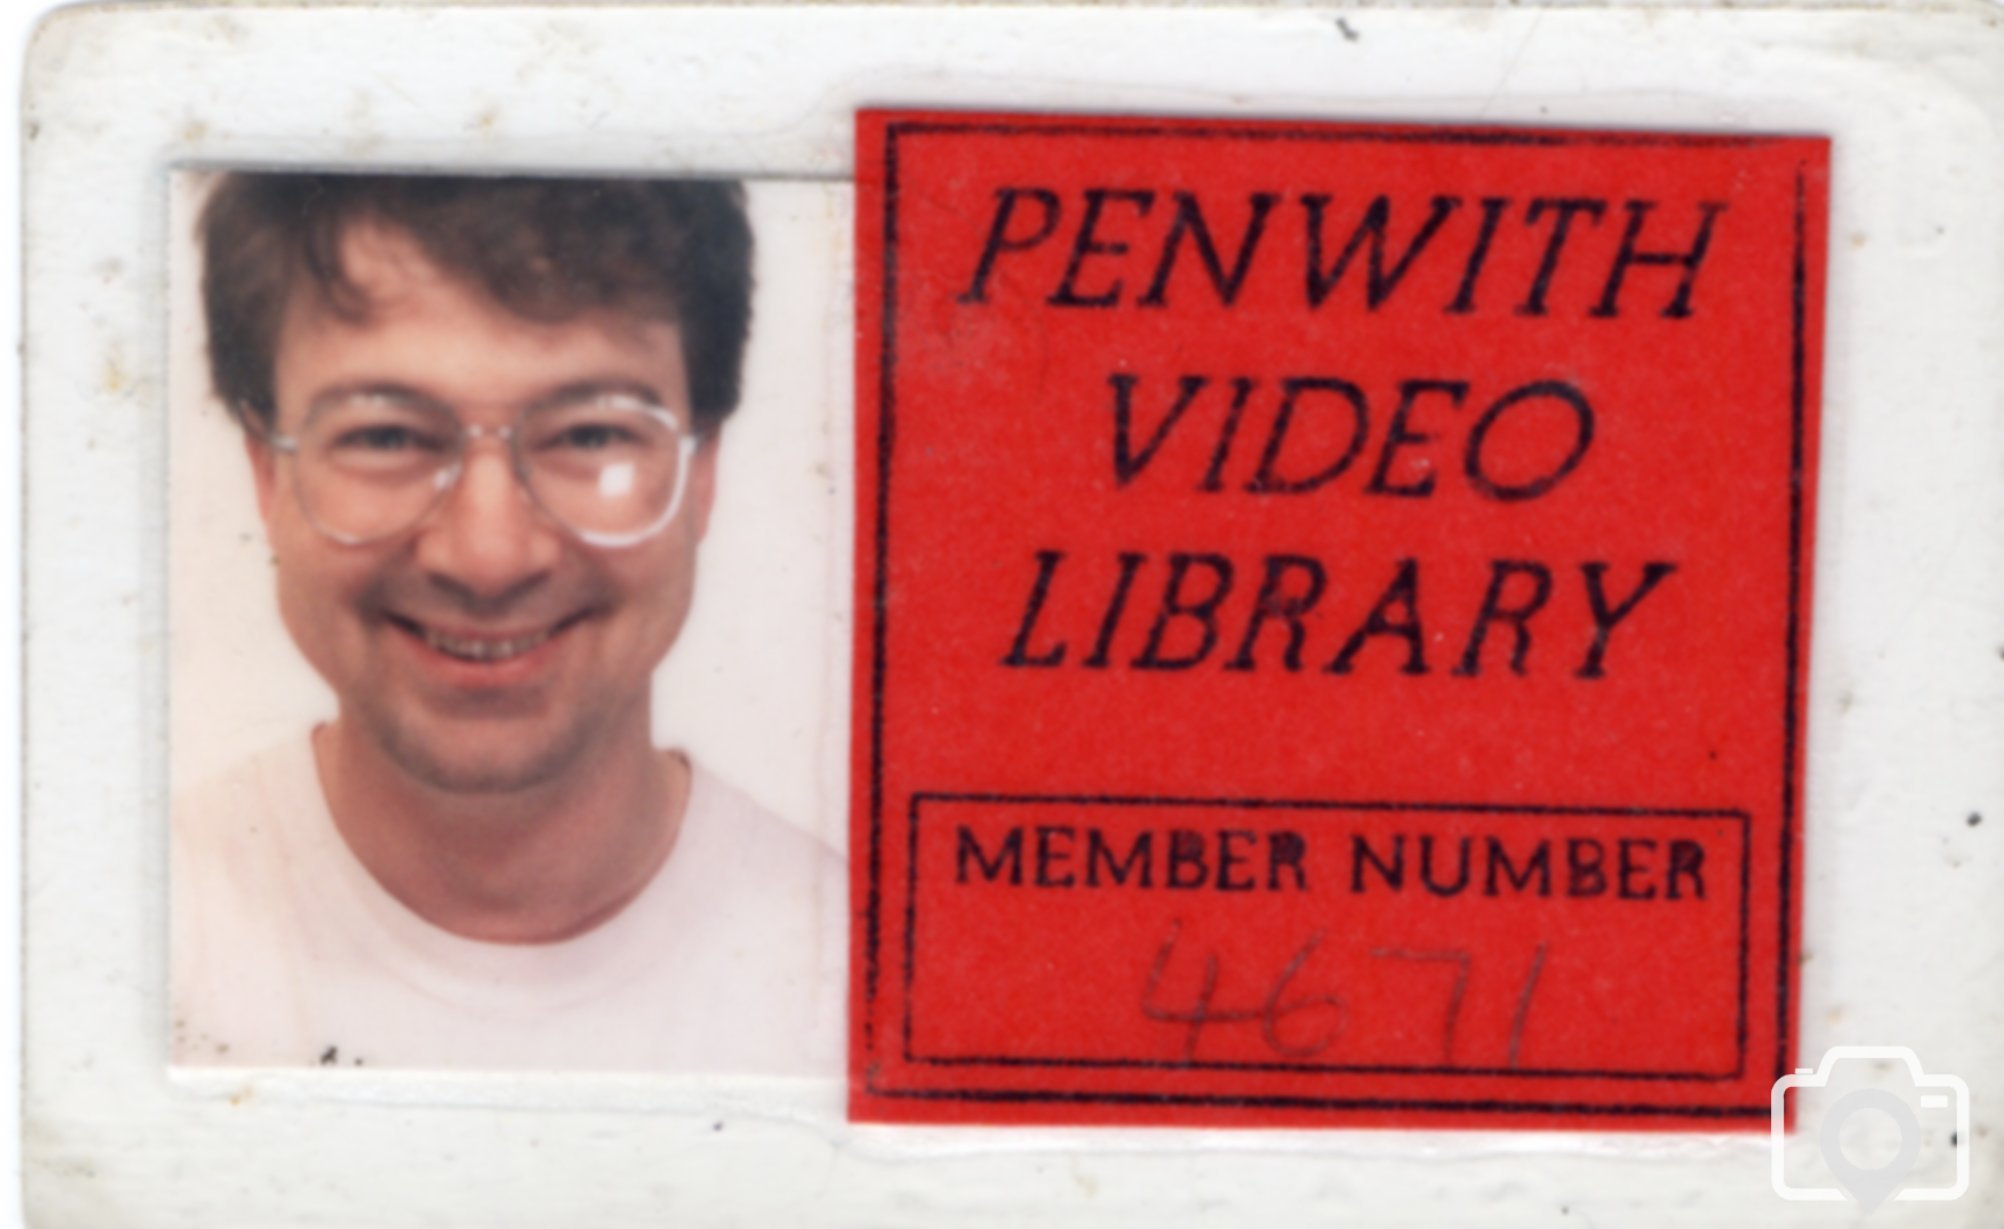 PENWITH
VIDEO
LIBRARY
MEMBER NUMBER
4671